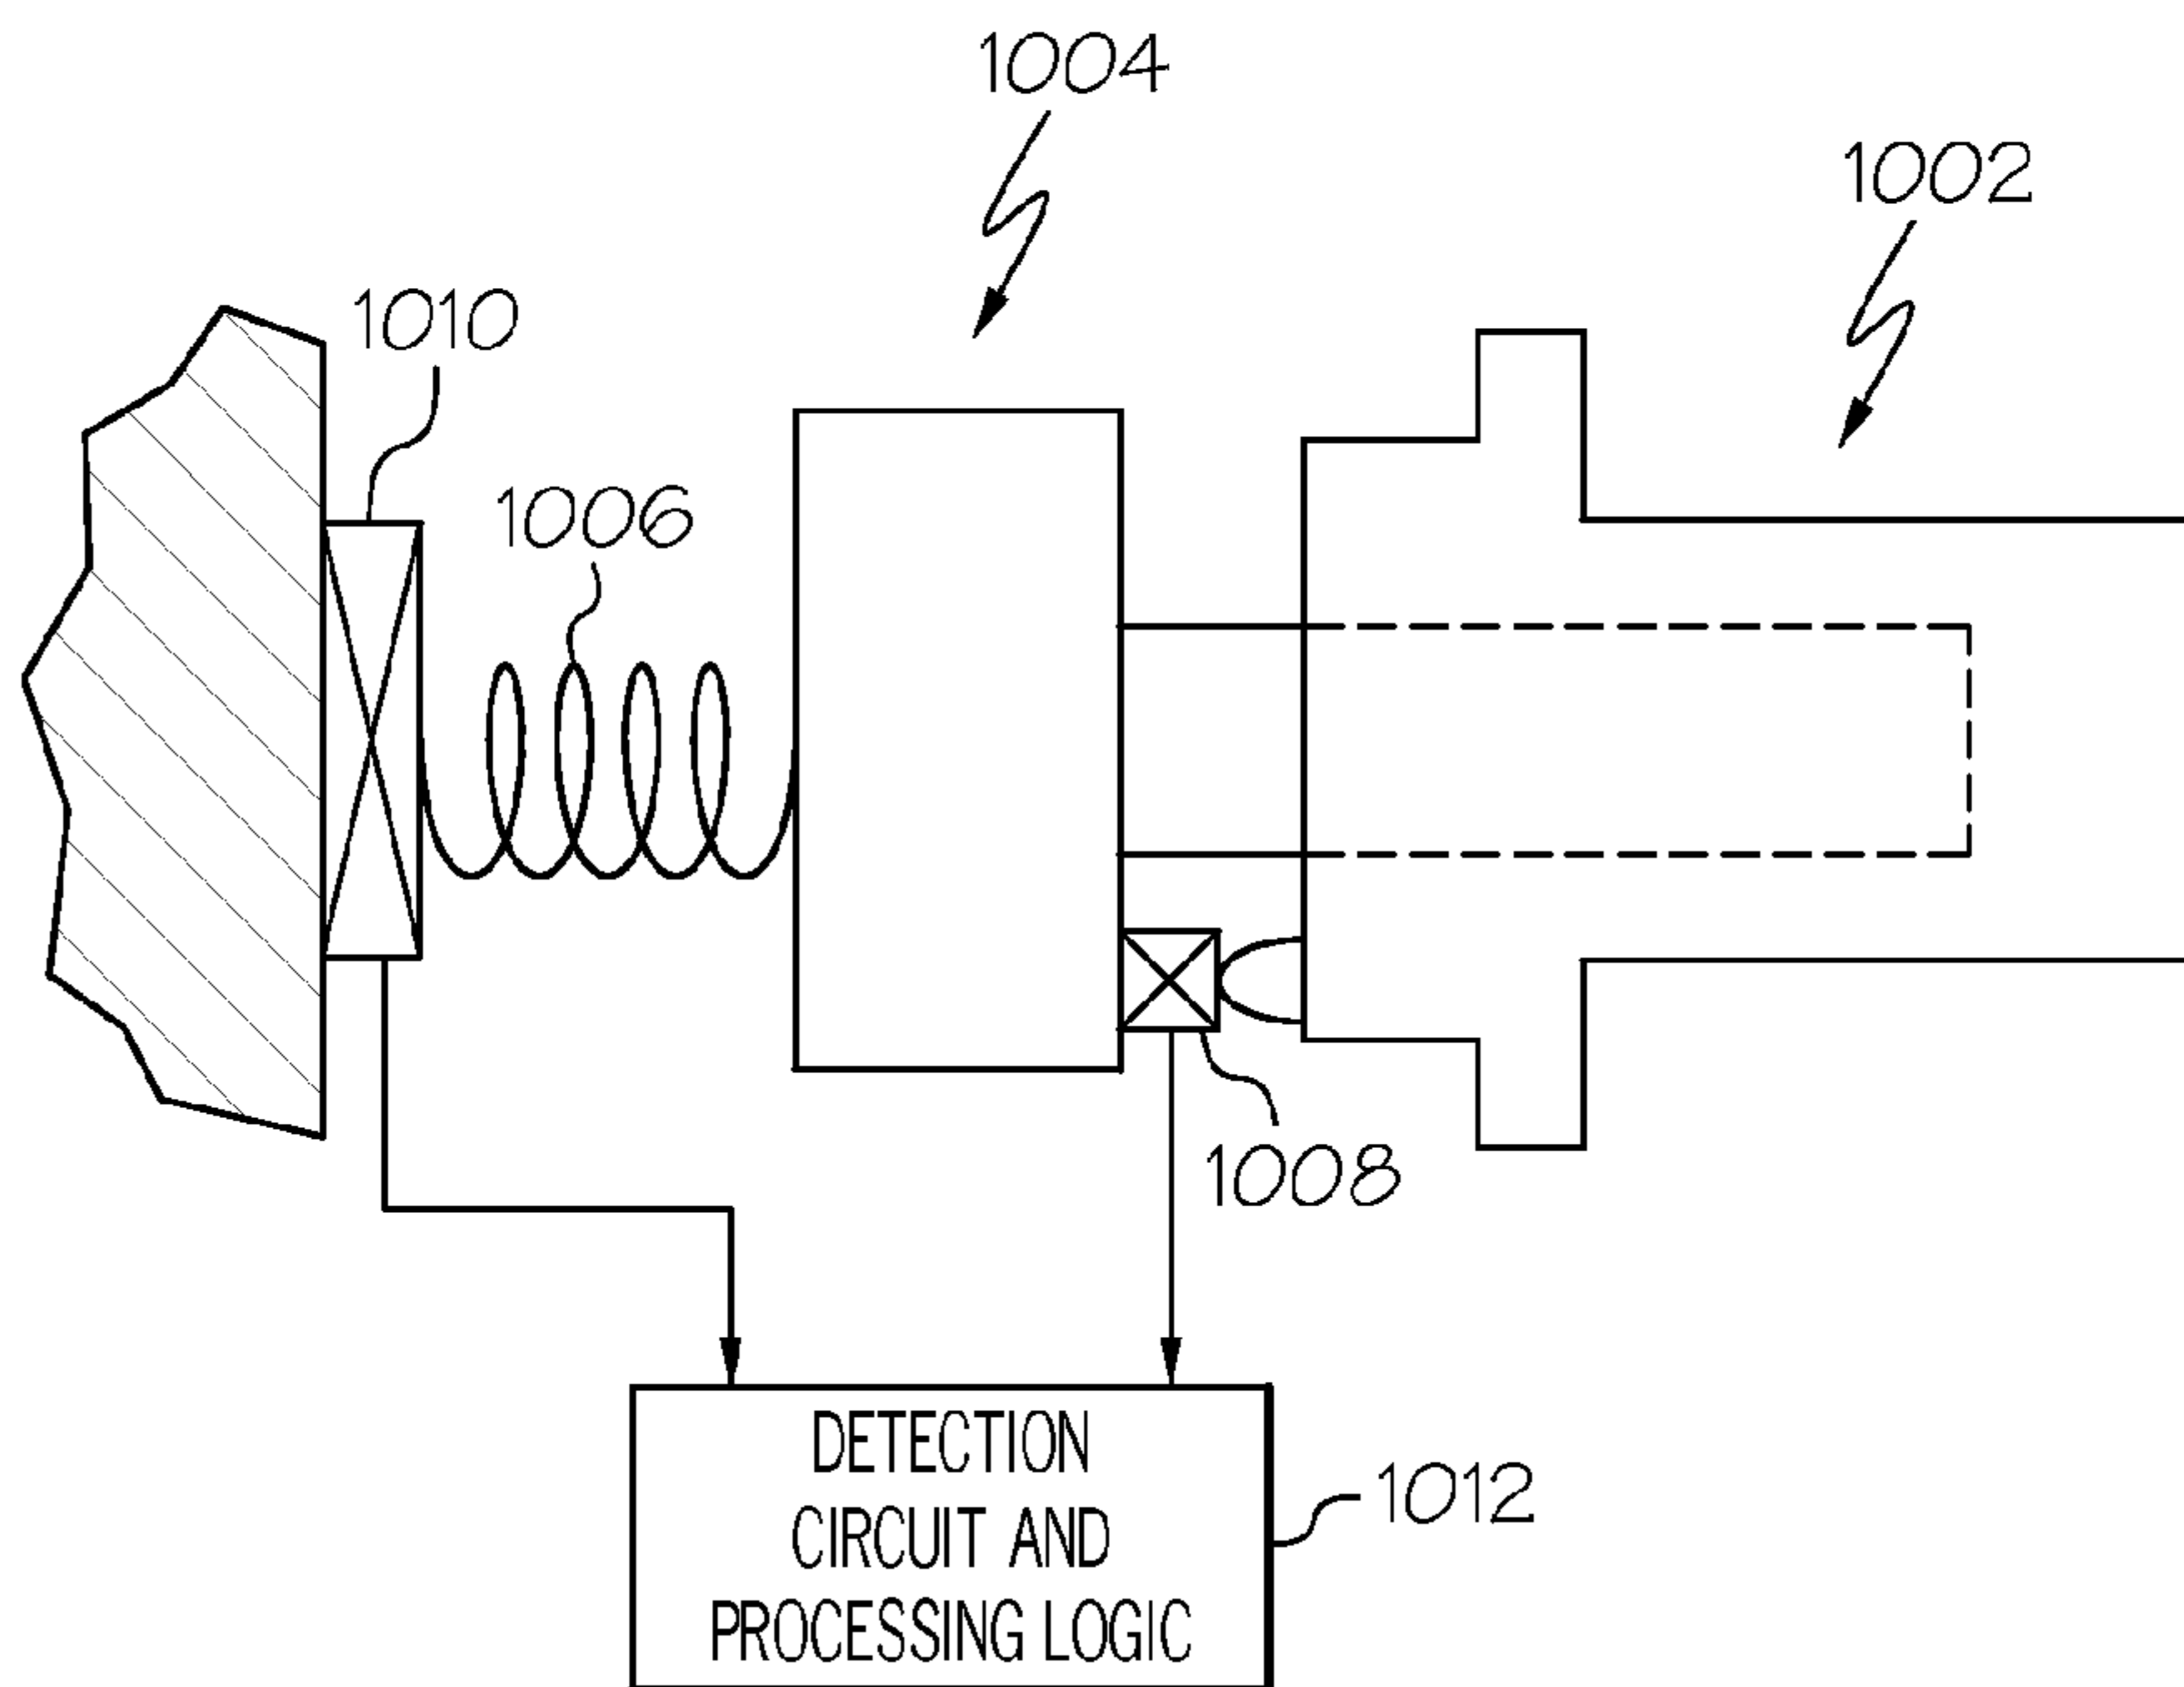 1004
1002
1010
1006
1008
DETECTION
CIRCUIT AND
PROCESSING LOGIC
1012